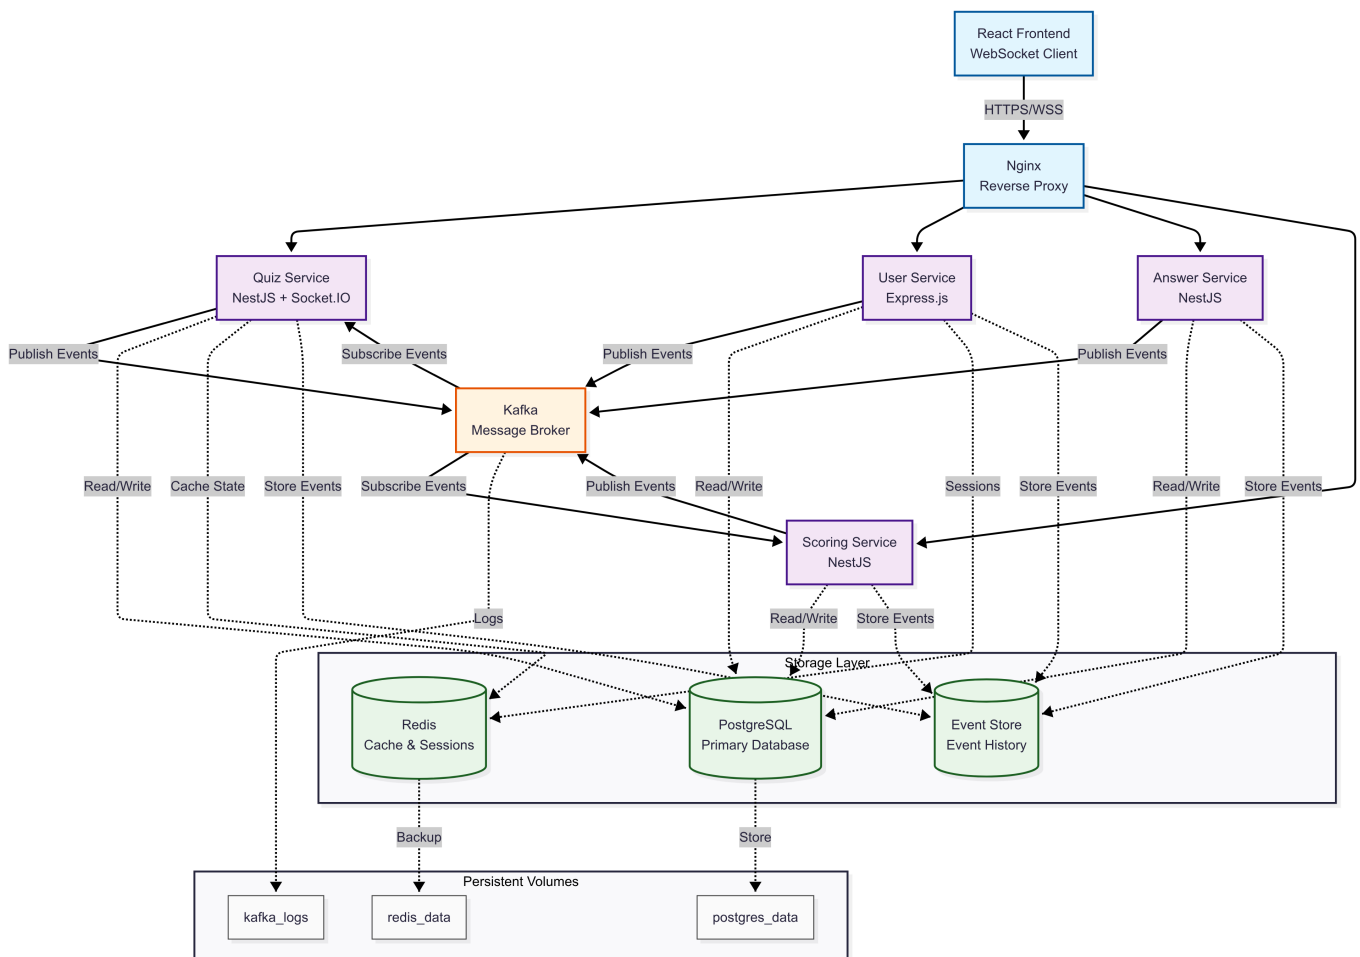 React Frontend
WebSocket Client
HTTPS/WSS
Nginx
Reverse Proxy
Quiz Service
NestJS + Socket.IO
User Service
Express.js
Answer Service
NestJS
Publish Events
Subscribe Events
Publish Events
Publish Events
Kafka
Message Broker
Read/Write
Cache State
Store Events
Subscribe Events
Publish Events
Read/Write
Sessions
Store Events
Read/Write
Store Events
Scoring Service
NestJS
Logs
Read/Write
Store Events
Storage Layer
Redis
Cache & Sessions
PostgreSQL
Primary Database
Event Store
Event History
Backup
Store
Persistent Volumes
kafka_logs
redis_data
postgres_data